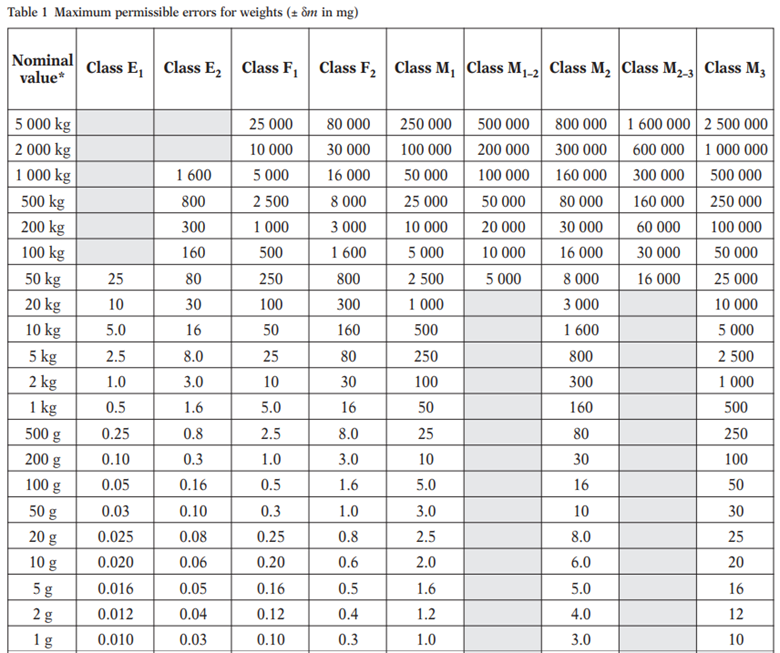 Table 1 Maximum permissible errors for weights (± δm in mg)
Nominal value* Class E₁ Class E₂ Class F₁ Class F₂ Class M₁ Class M₁₋₂ Class M₂ Class M₂₋₃ Class M₃
5 000 kg 25 000 80 000 250 000 500 000 800 000 1 600 000 2 500 000
2 000 kg 10 000 30 000 100 000 200 000 300 000 600 000 1 000 000
1 000 kg 1 600 5 000 16 000 50 000 100 000 160 000 300 000 500 000
500 kg 800 2 500 8 000 25 000 50 000 80 000 160 000 250 000
200 kg 300 1 000 3 000 10 000 20 000 30 000 60 000 100 000
100 kg 160 500 1 600 5 000 10 000 16 000 30 000 50 000
50 kg 25 80 250 800 2 500 5 000 8 000 16 000 25 000
20 kg 10 30 100 300 1 000 3 000 10 000
10 kg 5.0 16 50 160 500 1 600 5 000
5 kg 2.5 8.0 25 80 250 800 2 500
2 kg 1.0 3.0 10 30 100 300 1 000
1 kg 0.5 1.6 5.0 16 50 160 500
500 g 0.25 0.8 2.5 8.0 25 80 250
200 g 0.10 0.3 1.0 3.0 10 30 100
100 g 0.05 0.16 0.5 1.6 5.0 16 50
50 g 0.03 0.10 0.3 1.0 3.0 10 30
20 g 0.025 0.08 0.25 0.8 2.5 8.0 25
10 g 0.020 0.06 0.20 0.6 2.0 6.0 20
5 g 0.016 0.05 0.16 0.5 1.6 5.0 16
2 g 0.012 0.04 0.12 0.4 1.2 4.0 12
1 g 0.010 0.03 0.10 0.3 1.0 3.0 10